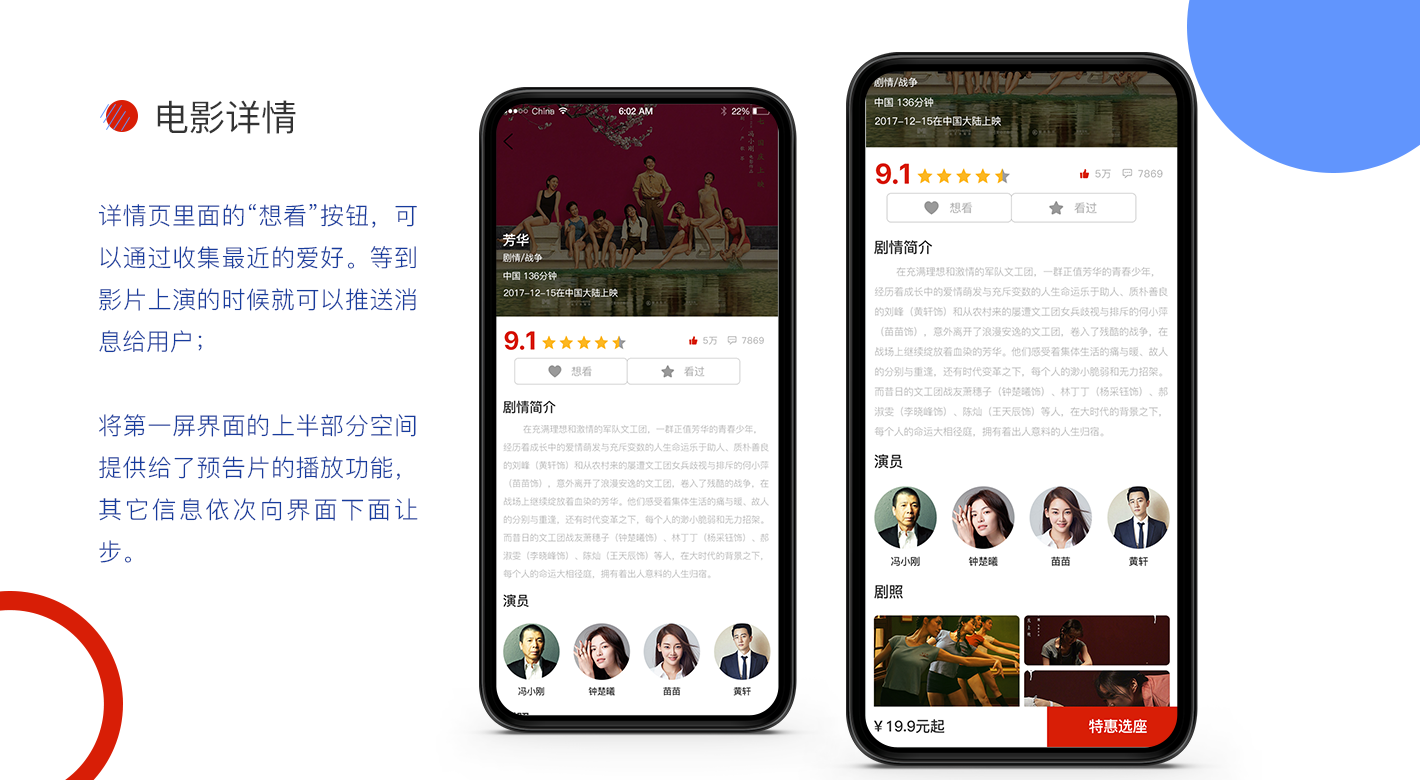 电影详情
详情页里面的“想看”按钮，可
以通过收集最近的爱好。等到
影片上演的时候就可以推送消
息给用户；
将第一屏界面的上半部分空间
提供给了预告片的播放功能，
其它信息依次向界面下面让
步。
China 6:02 AM 22%
芳华
剧情/战争
中国 136分钟
2017-12-15在中国大陆上映
9.1 5万 7869
想看 看过
剧情简介
在充满理想和激情的军队文工团，一群正值芳华的青春少年，
经历着成长中的爱情萌发与充斥变数的人生命运乐于助人、质朴善良
的刘峰（黄轩饰）和从农村来的屡遭文工团女兵歧视与排斥的何小萍
（苗苗饰），意外离开了浪漫安逸的文工团，卷入了残酷的战争，在
战场上继续绽放着血染的芳华。他们感受着集体生活的痛与暖、故人
的分别与重逢，还有时代变革之下，每个人的渺小脆弱和无力招架。
而昔日的文工团战友萧穗子（钟楚曦饰）、林丁丁（杨采钰饰）、郝
淑雯（李晓峰饰）、陈灿（王天辰饰）等人，在大时代的背景之下，
每个人的命运大相径庭，拥有着出人意料的人生归宿。
演员
冯小刚 钟楚曦 苗苗 黄轩
剧情/战争
中国 136分钟
2017-12-15在中国大陆上映
9.1 5万 7869
想看 看过
剧情简介
在充满理想和激情的军队文工团，一群正值芳华的青春少年，
经历着成长中的爱情萌发与充斥变数的人生命运乐于助人、质朴善良
的刘峰（黄轩饰）和从农村来的屡遭文工团女兵歧视与排斥的何小萍
（苗苗饰），意外离开了浪漫安逸的文工团，卷入了残酷的战争，在
战场上继续绽放着血染的芳华。他们感受着集体生活的痛与暖、故人
的分别与重逢，还有时代变革之下，每个人的渺小脆弱和无力招架。
而昔日的文工团战友萧穗子（钟楚曦饰）、林丁丁（杨采钰饰）、郝
淑雯（李晓峰饰）、陈灿（王天辰饰）等人，在大时代的背景之下，
每个人的命运大相径庭，拥有着出人意料的人生归宿。
演员
冯小刚 钟楚曦 苗苗 黄轩
剧照
¥ 19.9元起 特惠选座